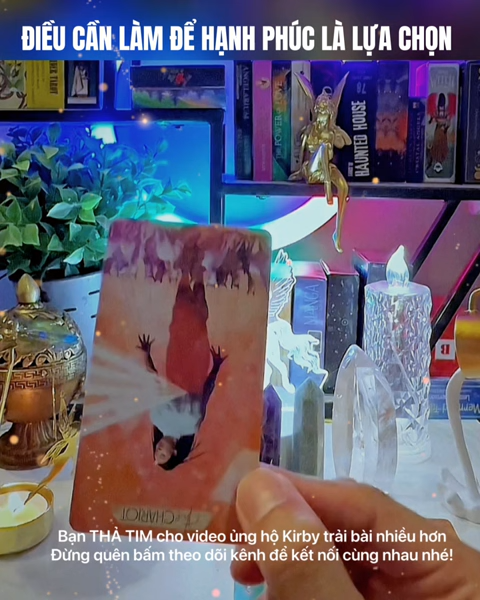 ĐIỀU CẦN LÀM ĐỂ HẠNH PHÚC LÀ LỰA CHỌN
HAUNTED HOUSE
CHARIOT
Bạn THẢ TIM cho video ủng hộ Kirby trải bài nhiều hơn
Đừng quên bấm theo dõi kênh để kết nối cùng nhau nhé!